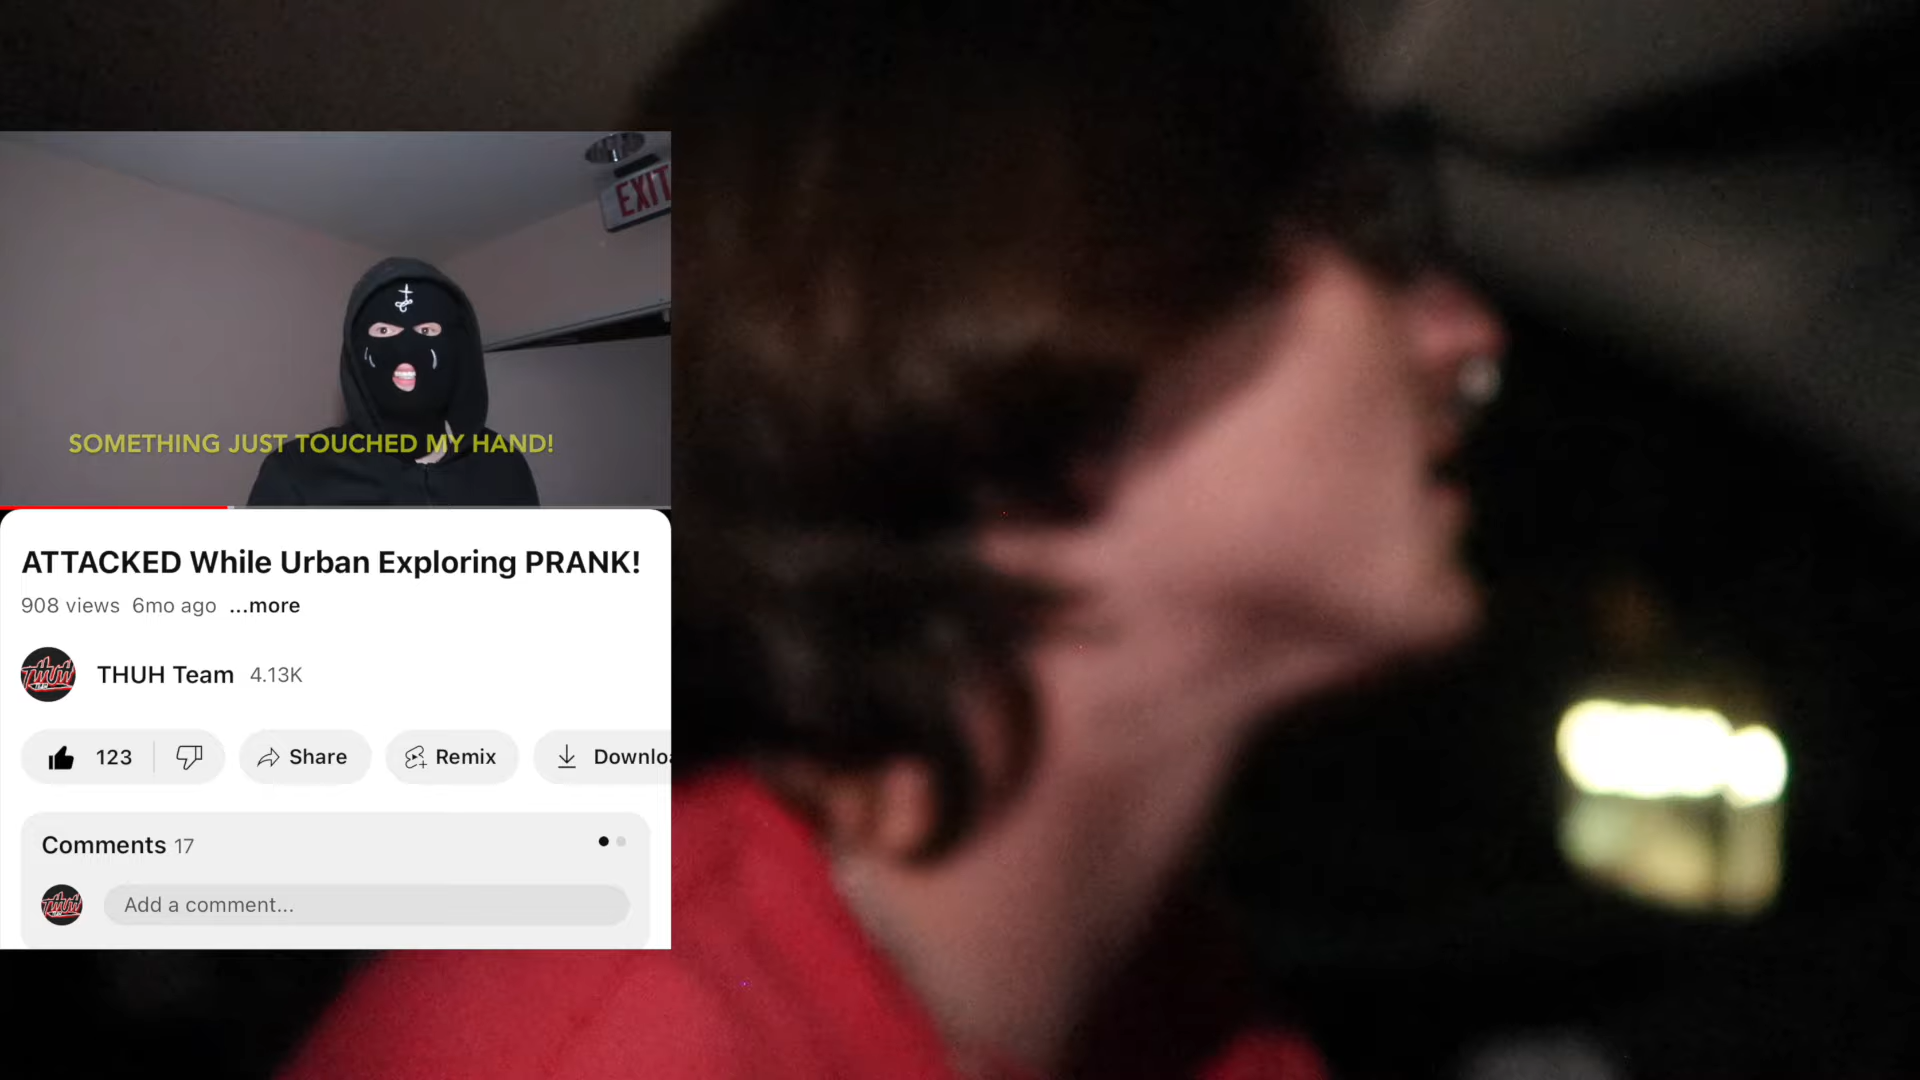 EXIT
SOMETHING JUST TOUCHED MY HAND!
ATTACKED While Urban Exploring PRANK!
908 views 6mo ago ...more
THUH Team 4.13K
123 Share Remix Downlo
Comments 17
Add a comment...